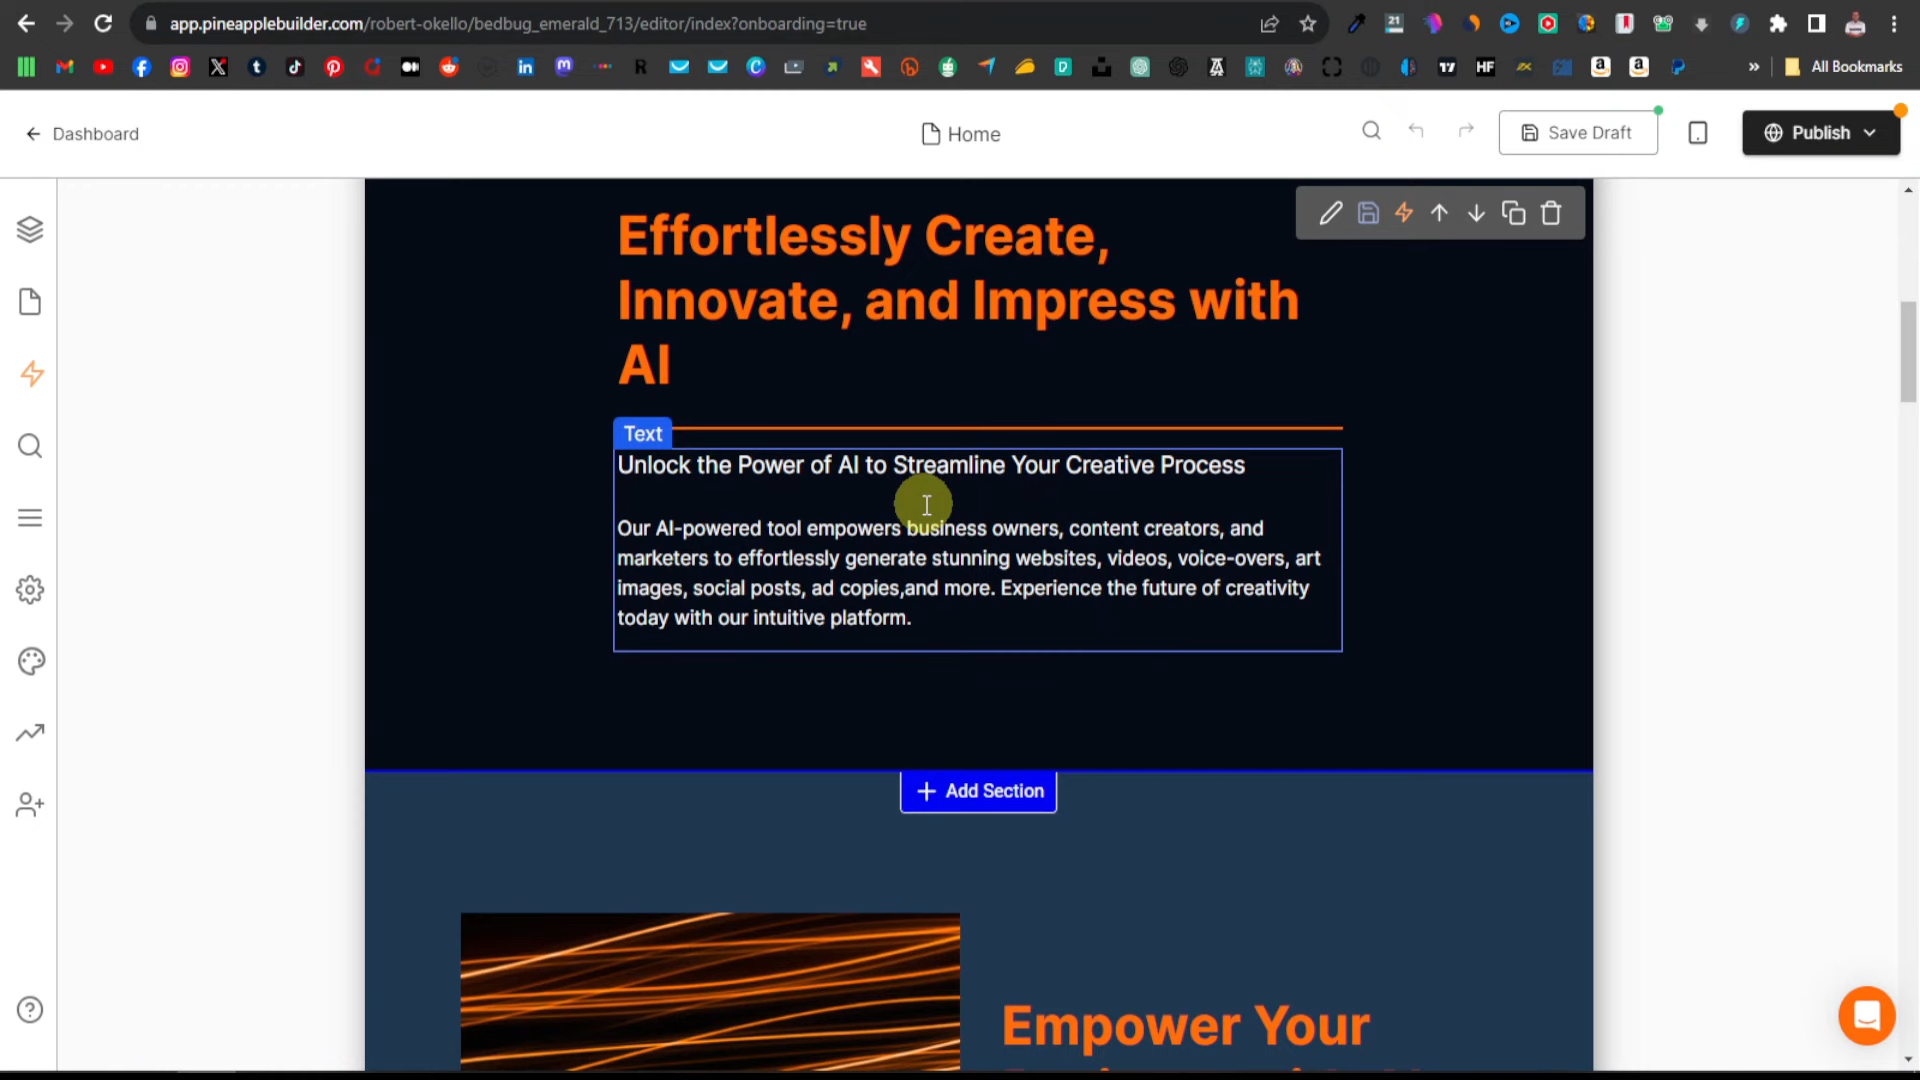 app.pineapplebuilder.com/robert-okello/bedbug_emerald_713/editor/index?onboarding=true
21
in
R
D
17
HF
a
a
»
All Bookmarks
Dashboard
Home
Save Draft
Publish
Effortlessly Create,
Innovate, and Impress with
AI
Text
Unlock the Power of AI to Streamline Your Creative Process
Our AI-powered tool empowers business owners, content creators, and
marketers to effortlessly generate stunning websites, videos, voice-overs, art
images, social posts, ad copies,and more. Experience the future of creativity
today with our intuitive platform.
+ Add Section
Empower Your